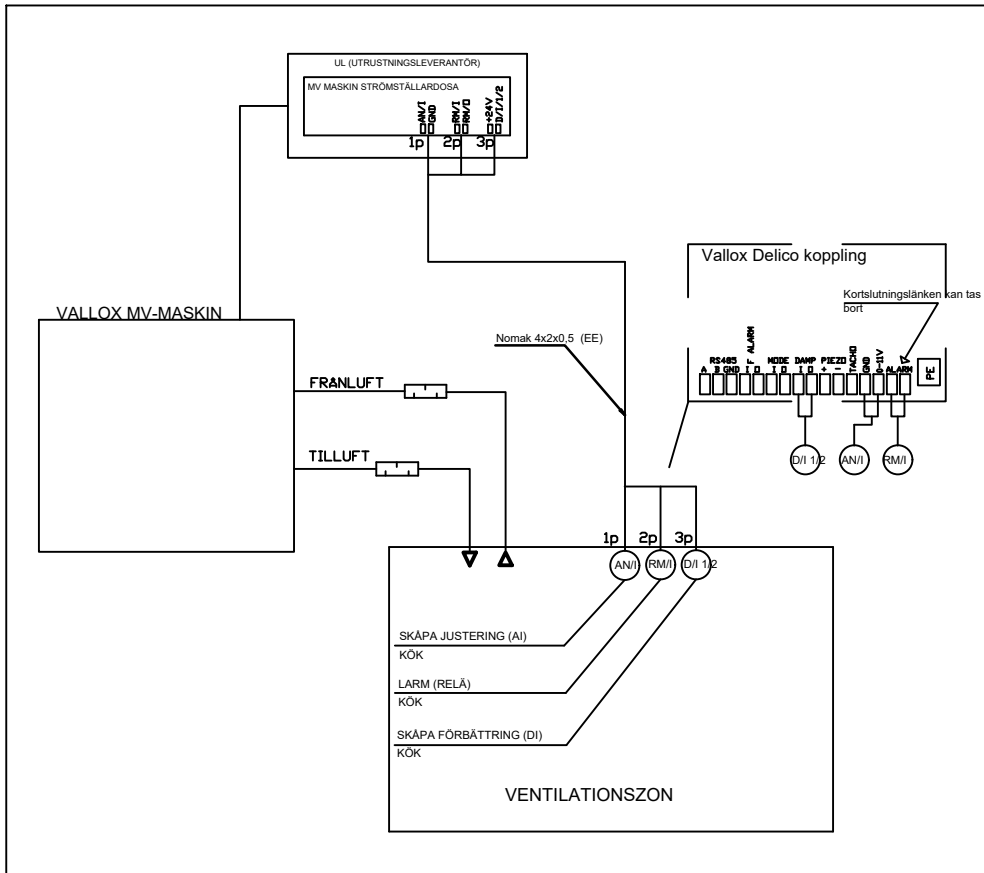 UL (UTRUSTNINGSLEVERANTÖR)
MV MASKIN STRÖMSTÄLLARDOSA
AN/I
GND
RM/I
RM/O
+24V
D/I/1/2
1p 2p 3p
Vallox Delico koppling
Kortslutningslänken kan tas
bort
VALLOX MV-MASKIN
Nomak 4x2x0,5 (EE)
FRÅNLUFT
TILLUFT
RS485
A B GND
F ALARM
I O
MODE
I O
DAMP
I O
PIEZO
+ -
TACHO
GND
0-11V
ALARM
PE
D/I 1/2
AN/I
RM/I
1p 2p 3p
AN/I
RM/I
D/I 1/2
SKÅPA JUSTERING (AI)
KÖK
LARM (RELÄ)
KÖK
SKÅPA FÖRBÄTTRING (DI)
KÖK
VENTILATIONSZON